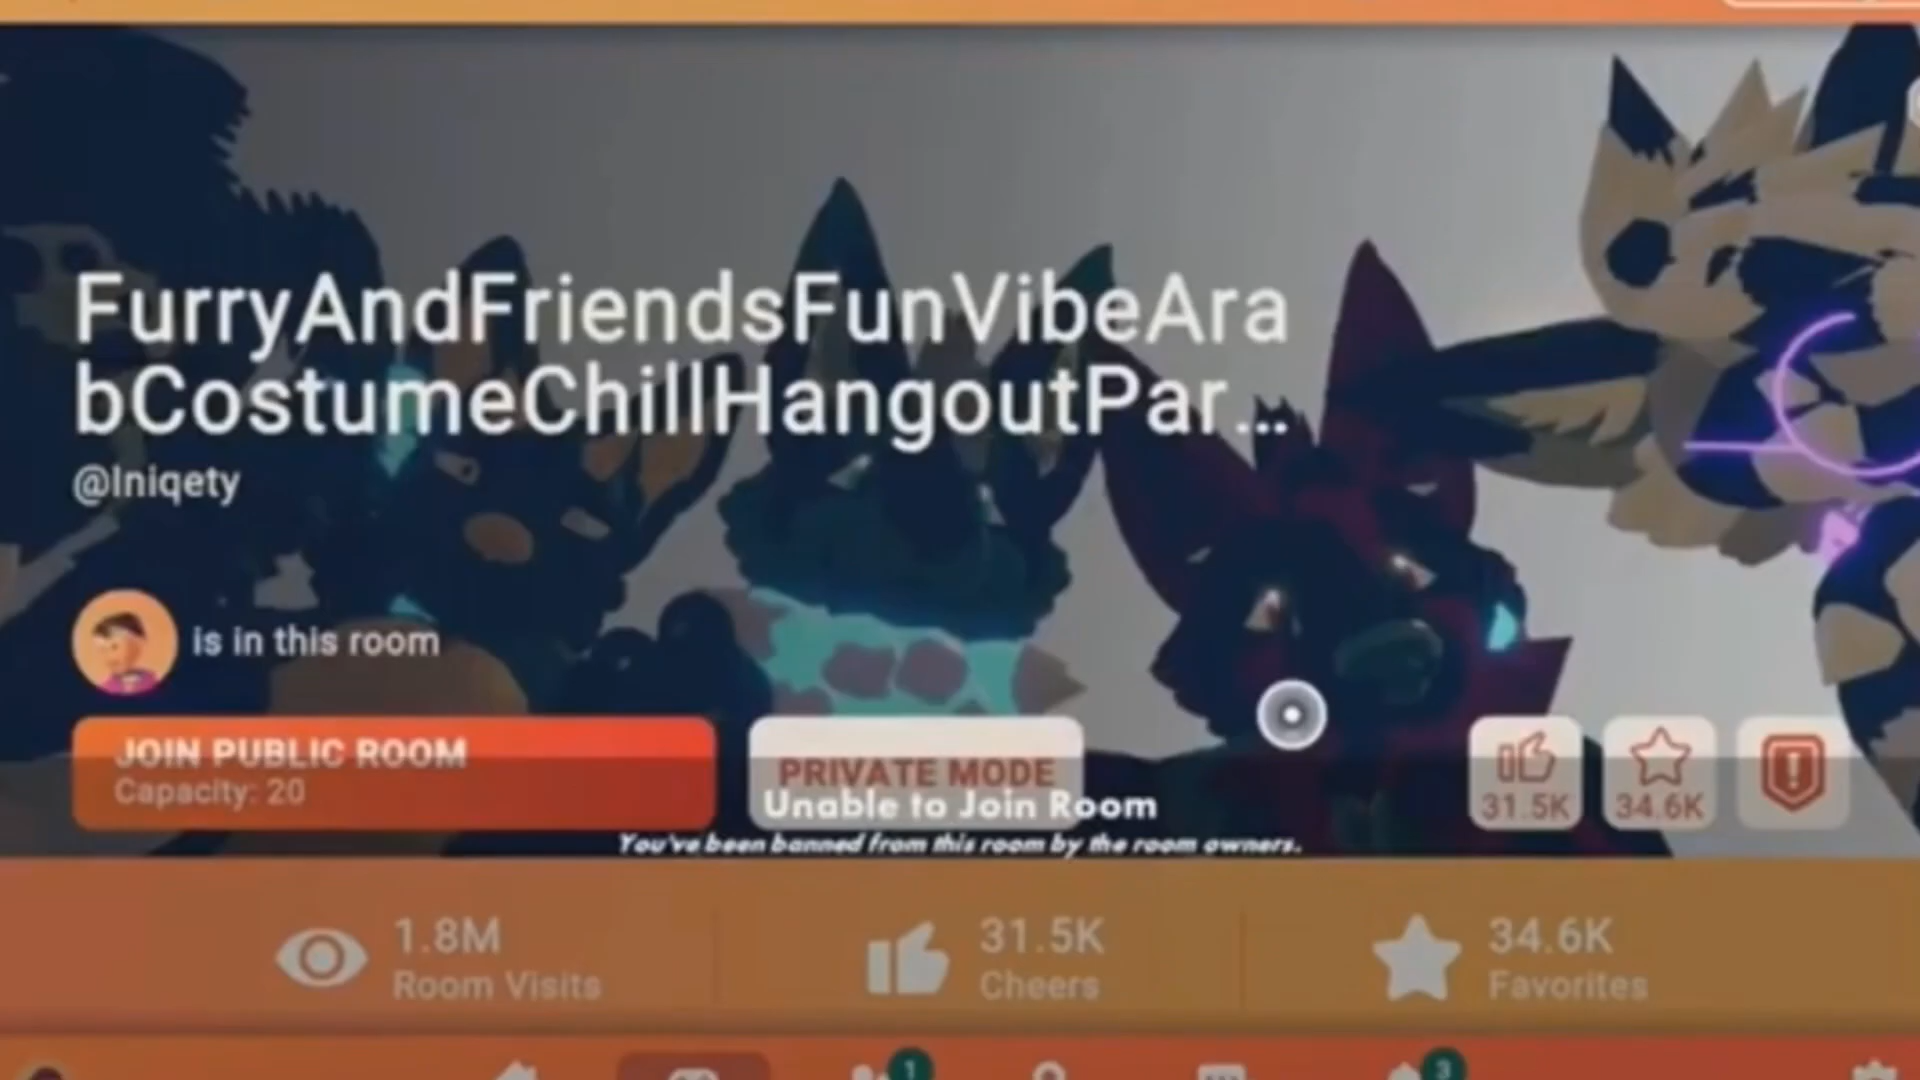 FurryAndFriendsFunVibeAra
bCostumeChillHangoutPar...
@Iniqety
is in this room
JOIN PUBLIC ROOM
Capacity: 20
PRIVATE MODE
31.5K
34.6K
Unable to Join Room
You've been banned from this room by the room owners.
1.8M
Room Visits
31.5K
Cheers
34.6K
Favorites
1
3